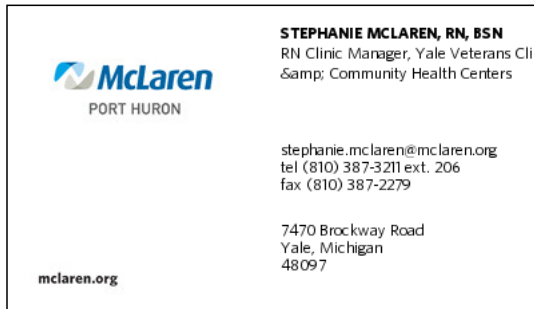 McLaren
PORT HURON
mclaren.org
STEPHANIE MCLAREN, RN, BSN
RN Clinic Manager, Yale Veterans Cli
&amp; Community Health Centers
stephanie.mclaren@mclaren.org
tel (810) 387-3211 ext. 206
fax (810) 387-2279
7470 Brockway Road
Yale, Michigan
48097